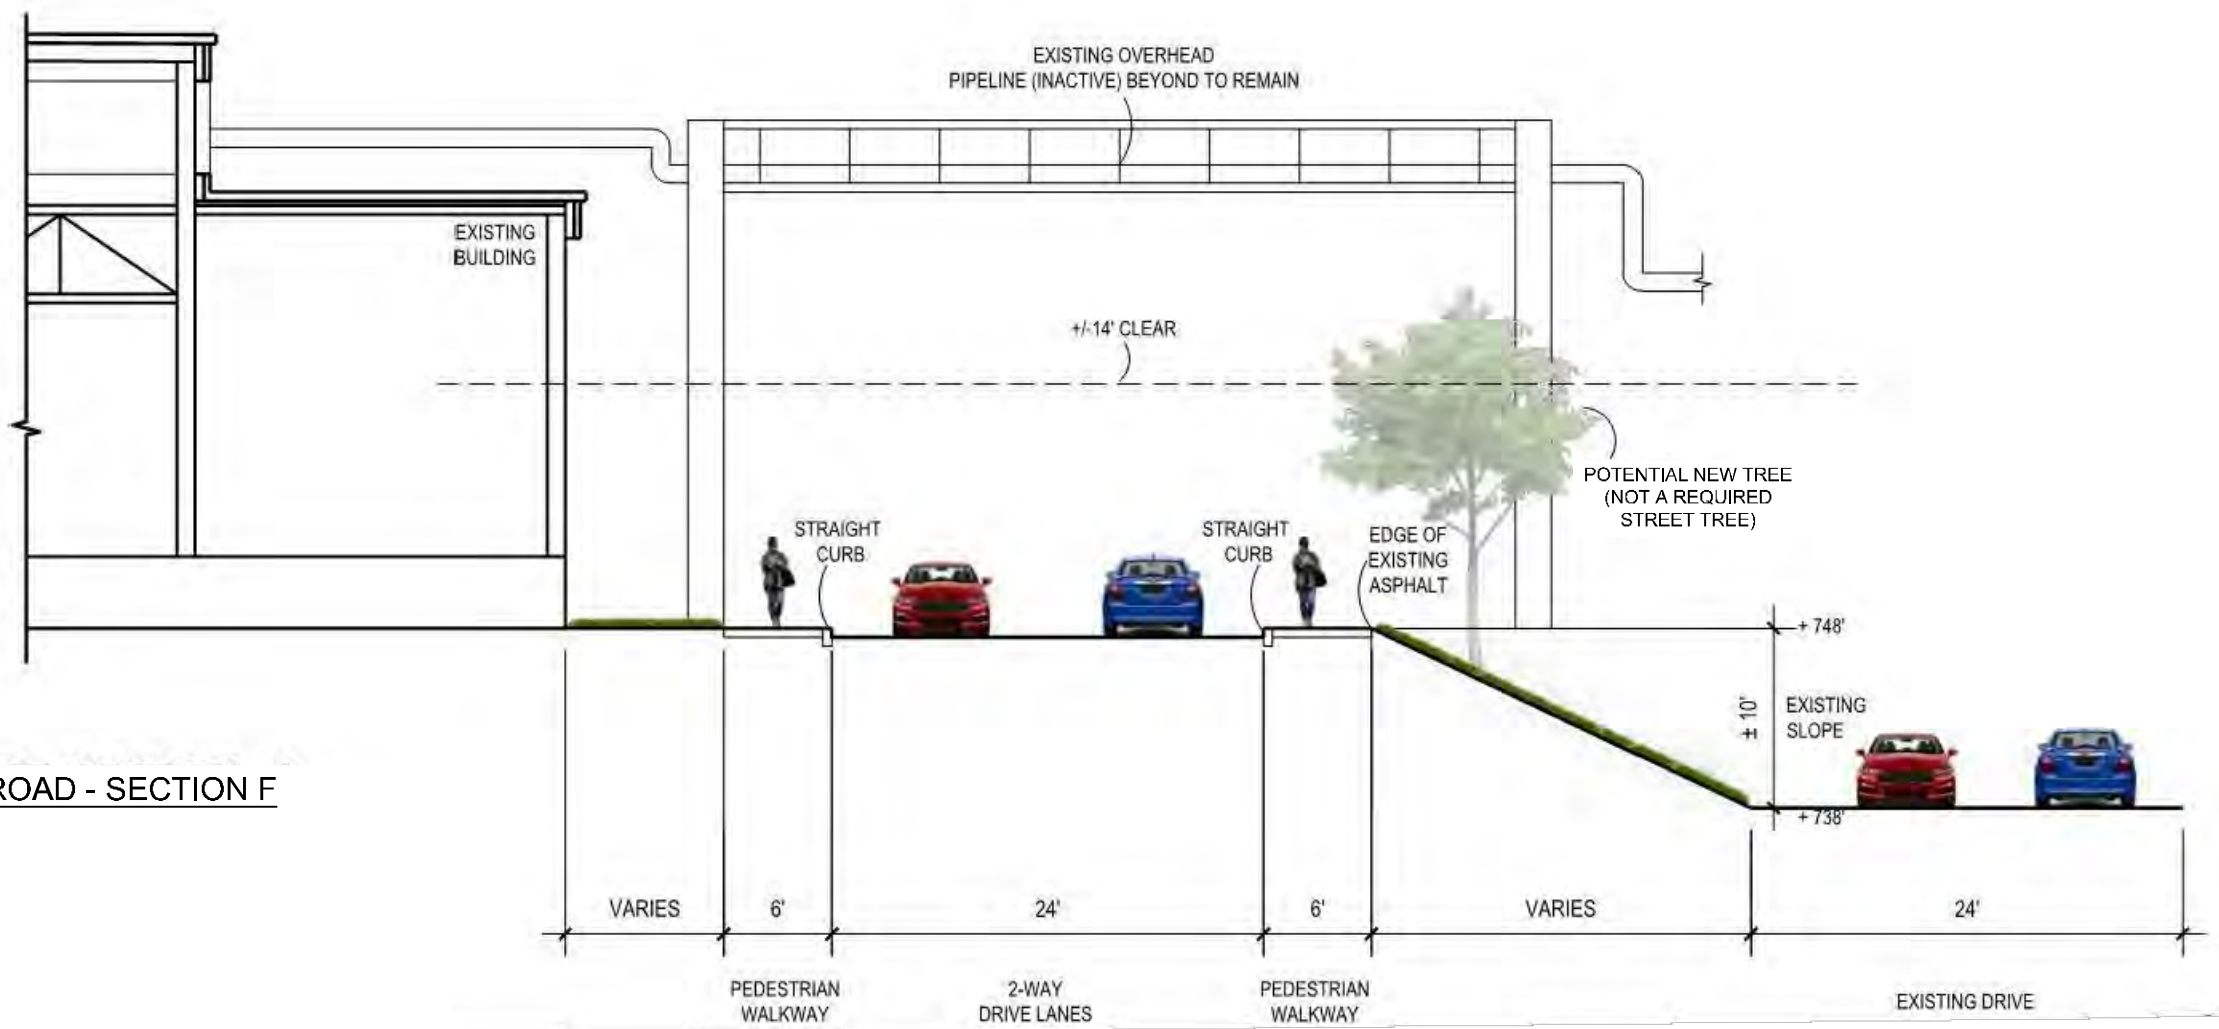 EXISTING OVERHEAD
PIPELINE (INACTIVE) BEYOND TO REMAIN
EXISTING
BUILDING
+/-14' CLEAR
POTENTIAL NEW TREE
(NOT A REQUIRED
STREET TREE)
STRAIGHT
CURB
STRAIGHT
CURB
EDGE OF
EXISTING
ASPHALT
+ 748'
± 10'
EXISTING
SLOPE
+ 738'
ROAD - SECTION F
VARIES
6'
24'
6'
VARIES
24'
PEDESTRIAN
WALKWAY
2-WAY
DRIVE LANES
PEDESTRIAN
WALKWAY
EXISTING DRIVE